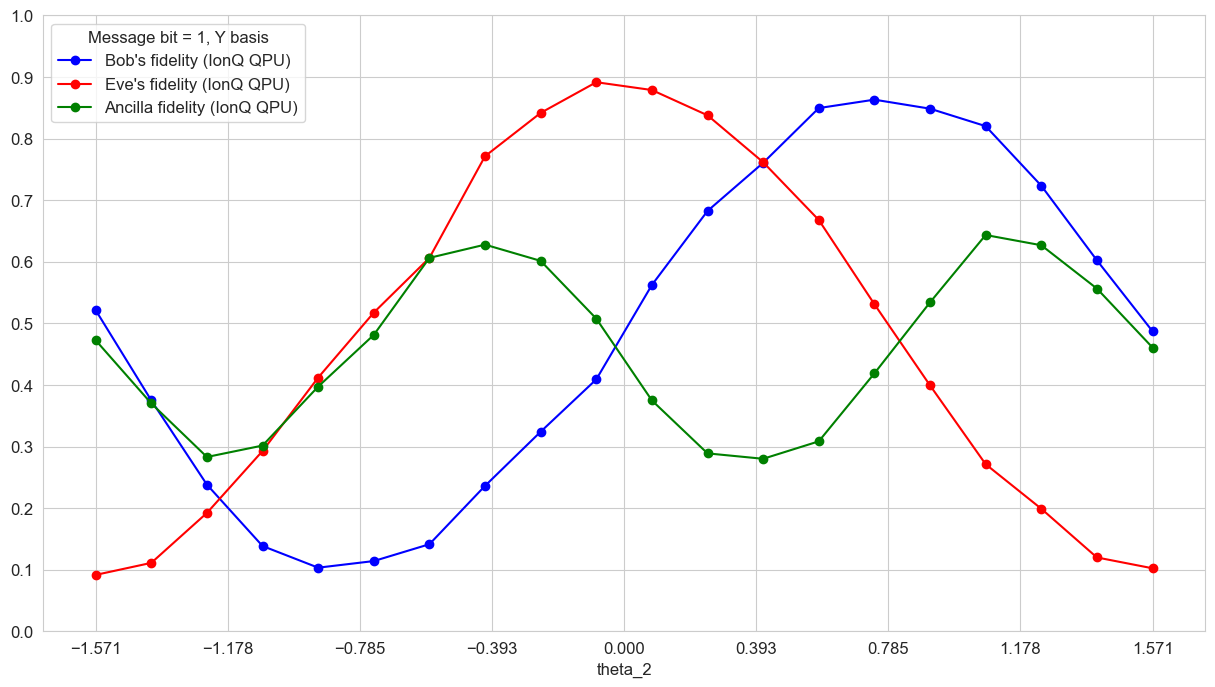 Message bit = 1, Y basis
Bob's fidelity (IonQ QPU)
Eve's fidelity (IonQ QPU)
Ancilla fidelity (IonQ QPU)
1.0
0.9
0.8
0.7
0.6
0.5
0.4
0.3
0.2
0.1
0.0
−1.571 −1.178 −0.785 −0.393 0.000 0.393 0.785 1.178 1.571
theta_2